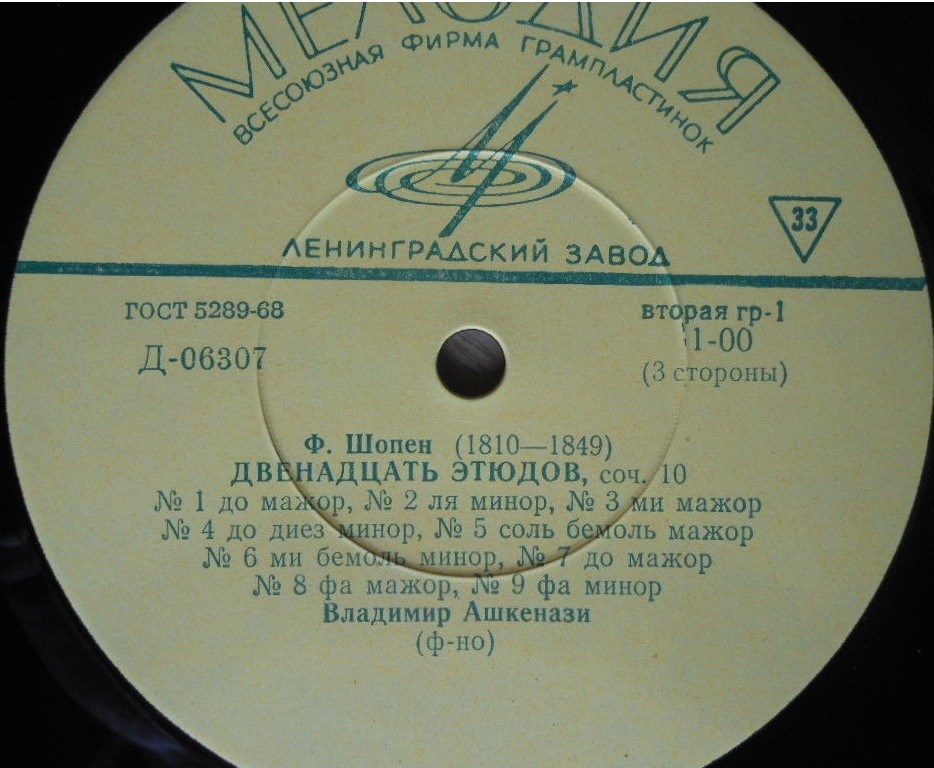 МЕЛОДИЯ
ВСЕСОЮЗНАЯ ФИРМА ГРАМПЛАСТИНОК
33
ЛЕНИНГРАДСКИЙ ЗАВОД
ГОСТ 5289-68
вторая гр-1
Д-06307
1-00
(3 стороны)
Ф. Шопен (1810—1849)
ДВЕНАДЦАТЬ ЭТЮДОВ, соч. 10
№ 1 до мажор, № 2 ля минор, № 3 ми мажор
№ 4 до диез минор, № 5 соль бемоль мажор
№ 6 ми бемоль минор, № 7 до мажор
№ 8 фа мажор, № 9 фа минор
Владимир Ашкенази
(ф-но)